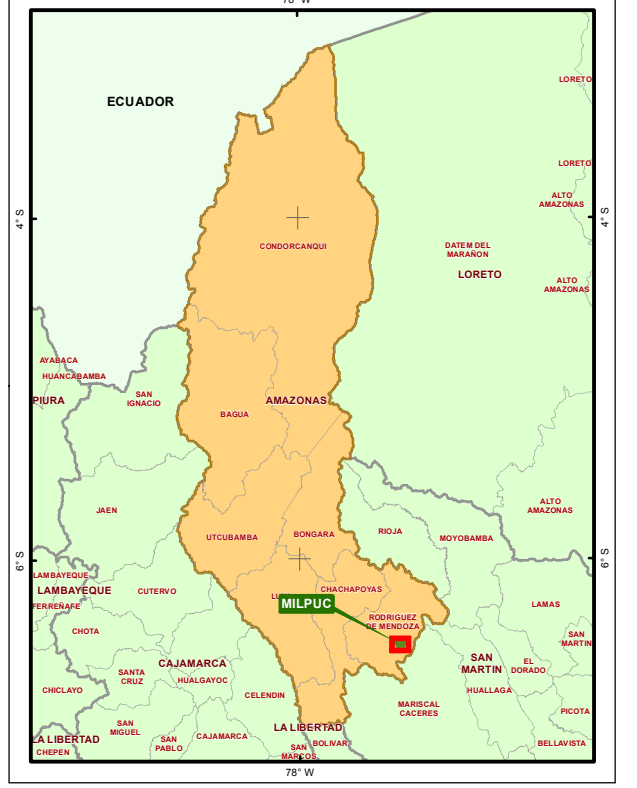 78° W
ECUADOR
LORETO
LORETO
ALTO
AMAZONAS
4° S
4° S
CONDORCANQUI
DATEM DEL
MARAÑON
LORETO
ALTO
AMAZONAS
AYABACA
HUANCABAMBA
PIURA
SAN
IGNACIO
AMAZONAS
BAGUA
JAEN
ALTO
AMAZONAS
UTCUBAMBA
BONGARA
RIOJA
MOYOBAMBA
6° S
6° S
LAMBAYEQUE
LAMBAYEQUE
FERREÑAFE
CUTERVO
LU
CHACHAPOYAS
MILPUC
LAMAS
RODRIGUEZ
DE MENDOZA
CHOTA
SAN
MARTIN
CAJAMARCA
SAN
MARTIN
EL
DORADO
SANTA
CRUZ
HUALGAYOC
CHICLAYO
CELENDIN
HUALLAGA
MARISCAL
CACERES
PICOTA
SAN
MIGUEL
LA LIBERTAD
LA LIBERTAD
CHEPEN
SAN
PABLO
CAJAMARCA
SAN
MARCOS
BOLIVAR
BELLAVISTA
78° W